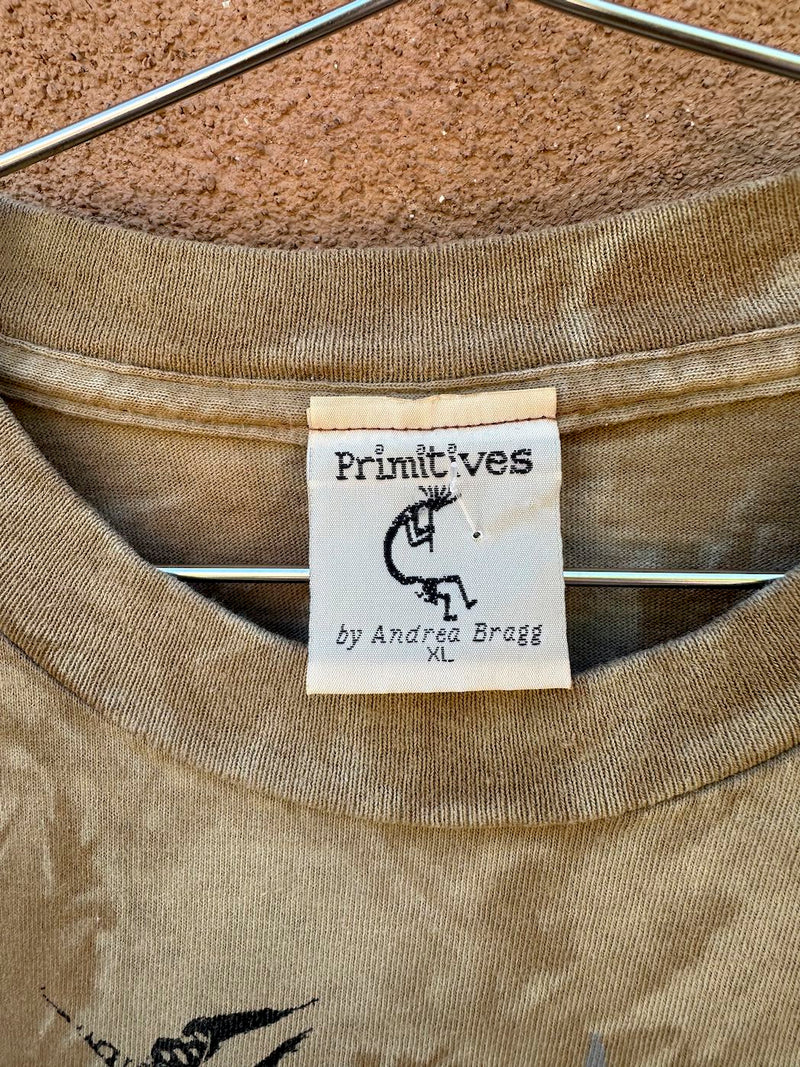 Primitives
by Andrea Bragg
XL